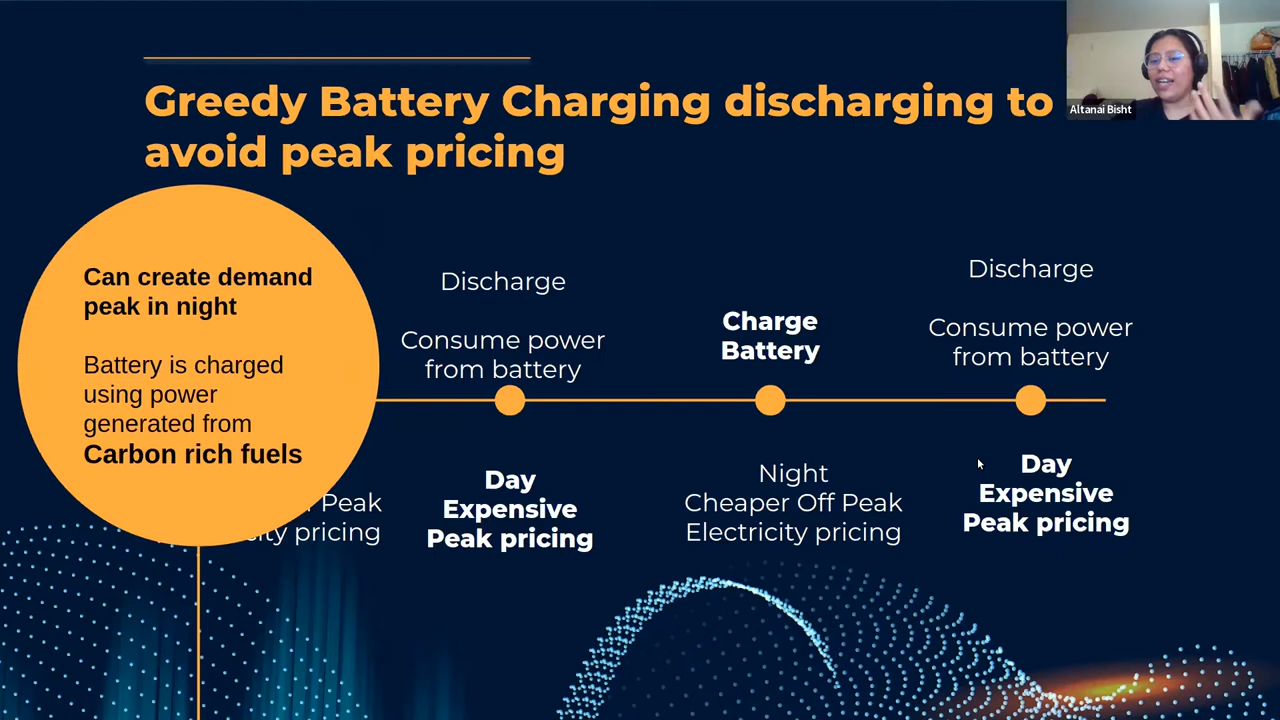 Greedy Battery Charging discharging to
avoid peak pricing
Altanai Bisht
Can create demand
peak in night
Battery is charged
using power
generated from
Carbon rich fuels
Peak
pricing
Discharge
Consume power
from battery
Day
Expensive
Peak pricing
Charge
Battery
Night
Cheaper Off Peak
Electricity pricing
Discharge
Consume power
from battery
Day
Expensive
Peak pricing